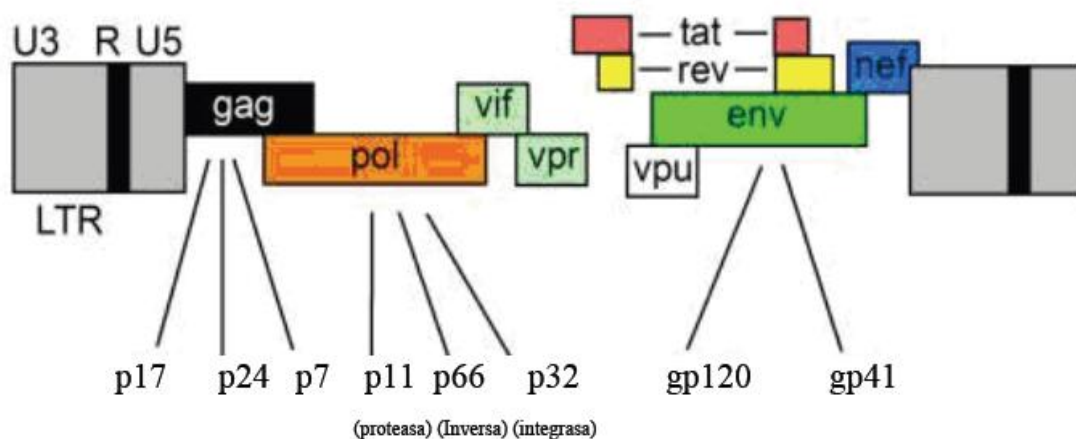 U3 R U5
gag
pol
vif
vpr
LTR
tat
rev
nef
env
vpu
p17 p24 p7 p11 p66 p32 gp120 gp41
(proteasa) (Inversa) (integrasa)